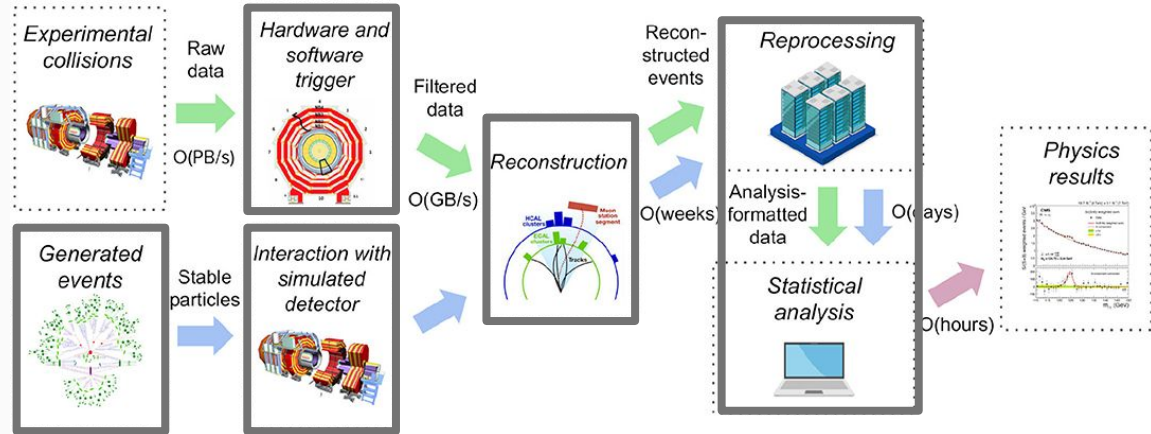 Experimental
collisions
Raw
data
O(PB/s)
Hardware and
software
trigger
Filtered
data
O(GB/s)
Generated
events
Stable
particles
Interaction with
simulated
detector
Reconstruction
HCAL
clusters
Muon
station
segment
ECAL
clusters
Tracks
Recon-
structed
events
O(weeks)
Reprocessing
Analysis-
formatted
data
O(days)
Statistical
analysis
O(hours)
Physics
results
CMS